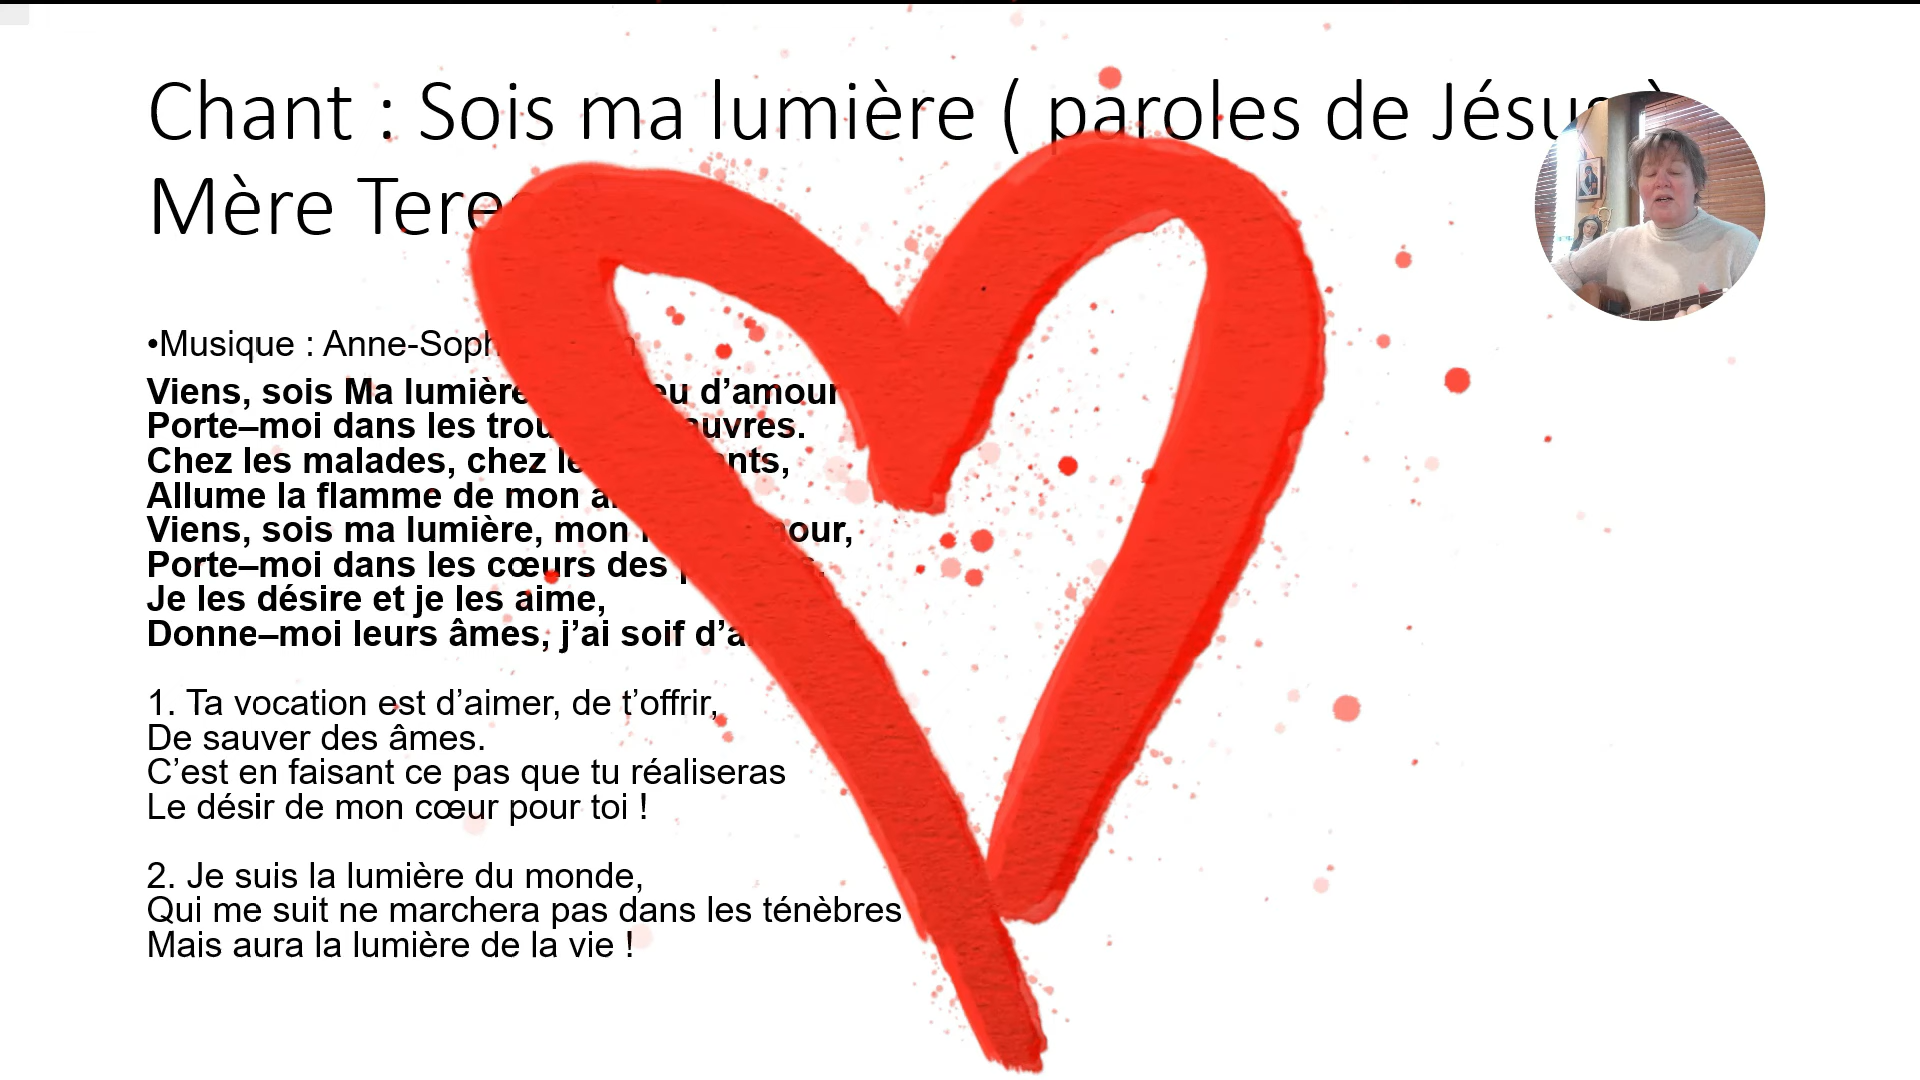 Chant : Sois ma lumière ( paroles de Jésus à
Mère
•Musique : Anne-Sophie
Viens, sois Ma lumière d’amour
Porte–moi dans les pauvres.
Chez les malades, chez les
Allume la flamme de mon
Viens, sois ma lumière, mon d’amour,
Porte–moi dans les cœurs des
Je les désire et je les aime,
Donne–moi leurs âmes, j’ai soif
1. Ta vocation est d’aimer, de t’offrir,
De sauver des âmes.
C’est en faisant ce pas que tu réaliseras
Le désir de mon cœur pour toi !
2. Je suis la lumière du monde,
Qui me suit ne marchera pas dans les ténèbres
Mais aura la lumière de la vie !